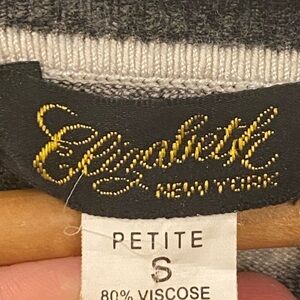 Elizabeth
NEW YORK
PETITE
S
80% VISCOSE